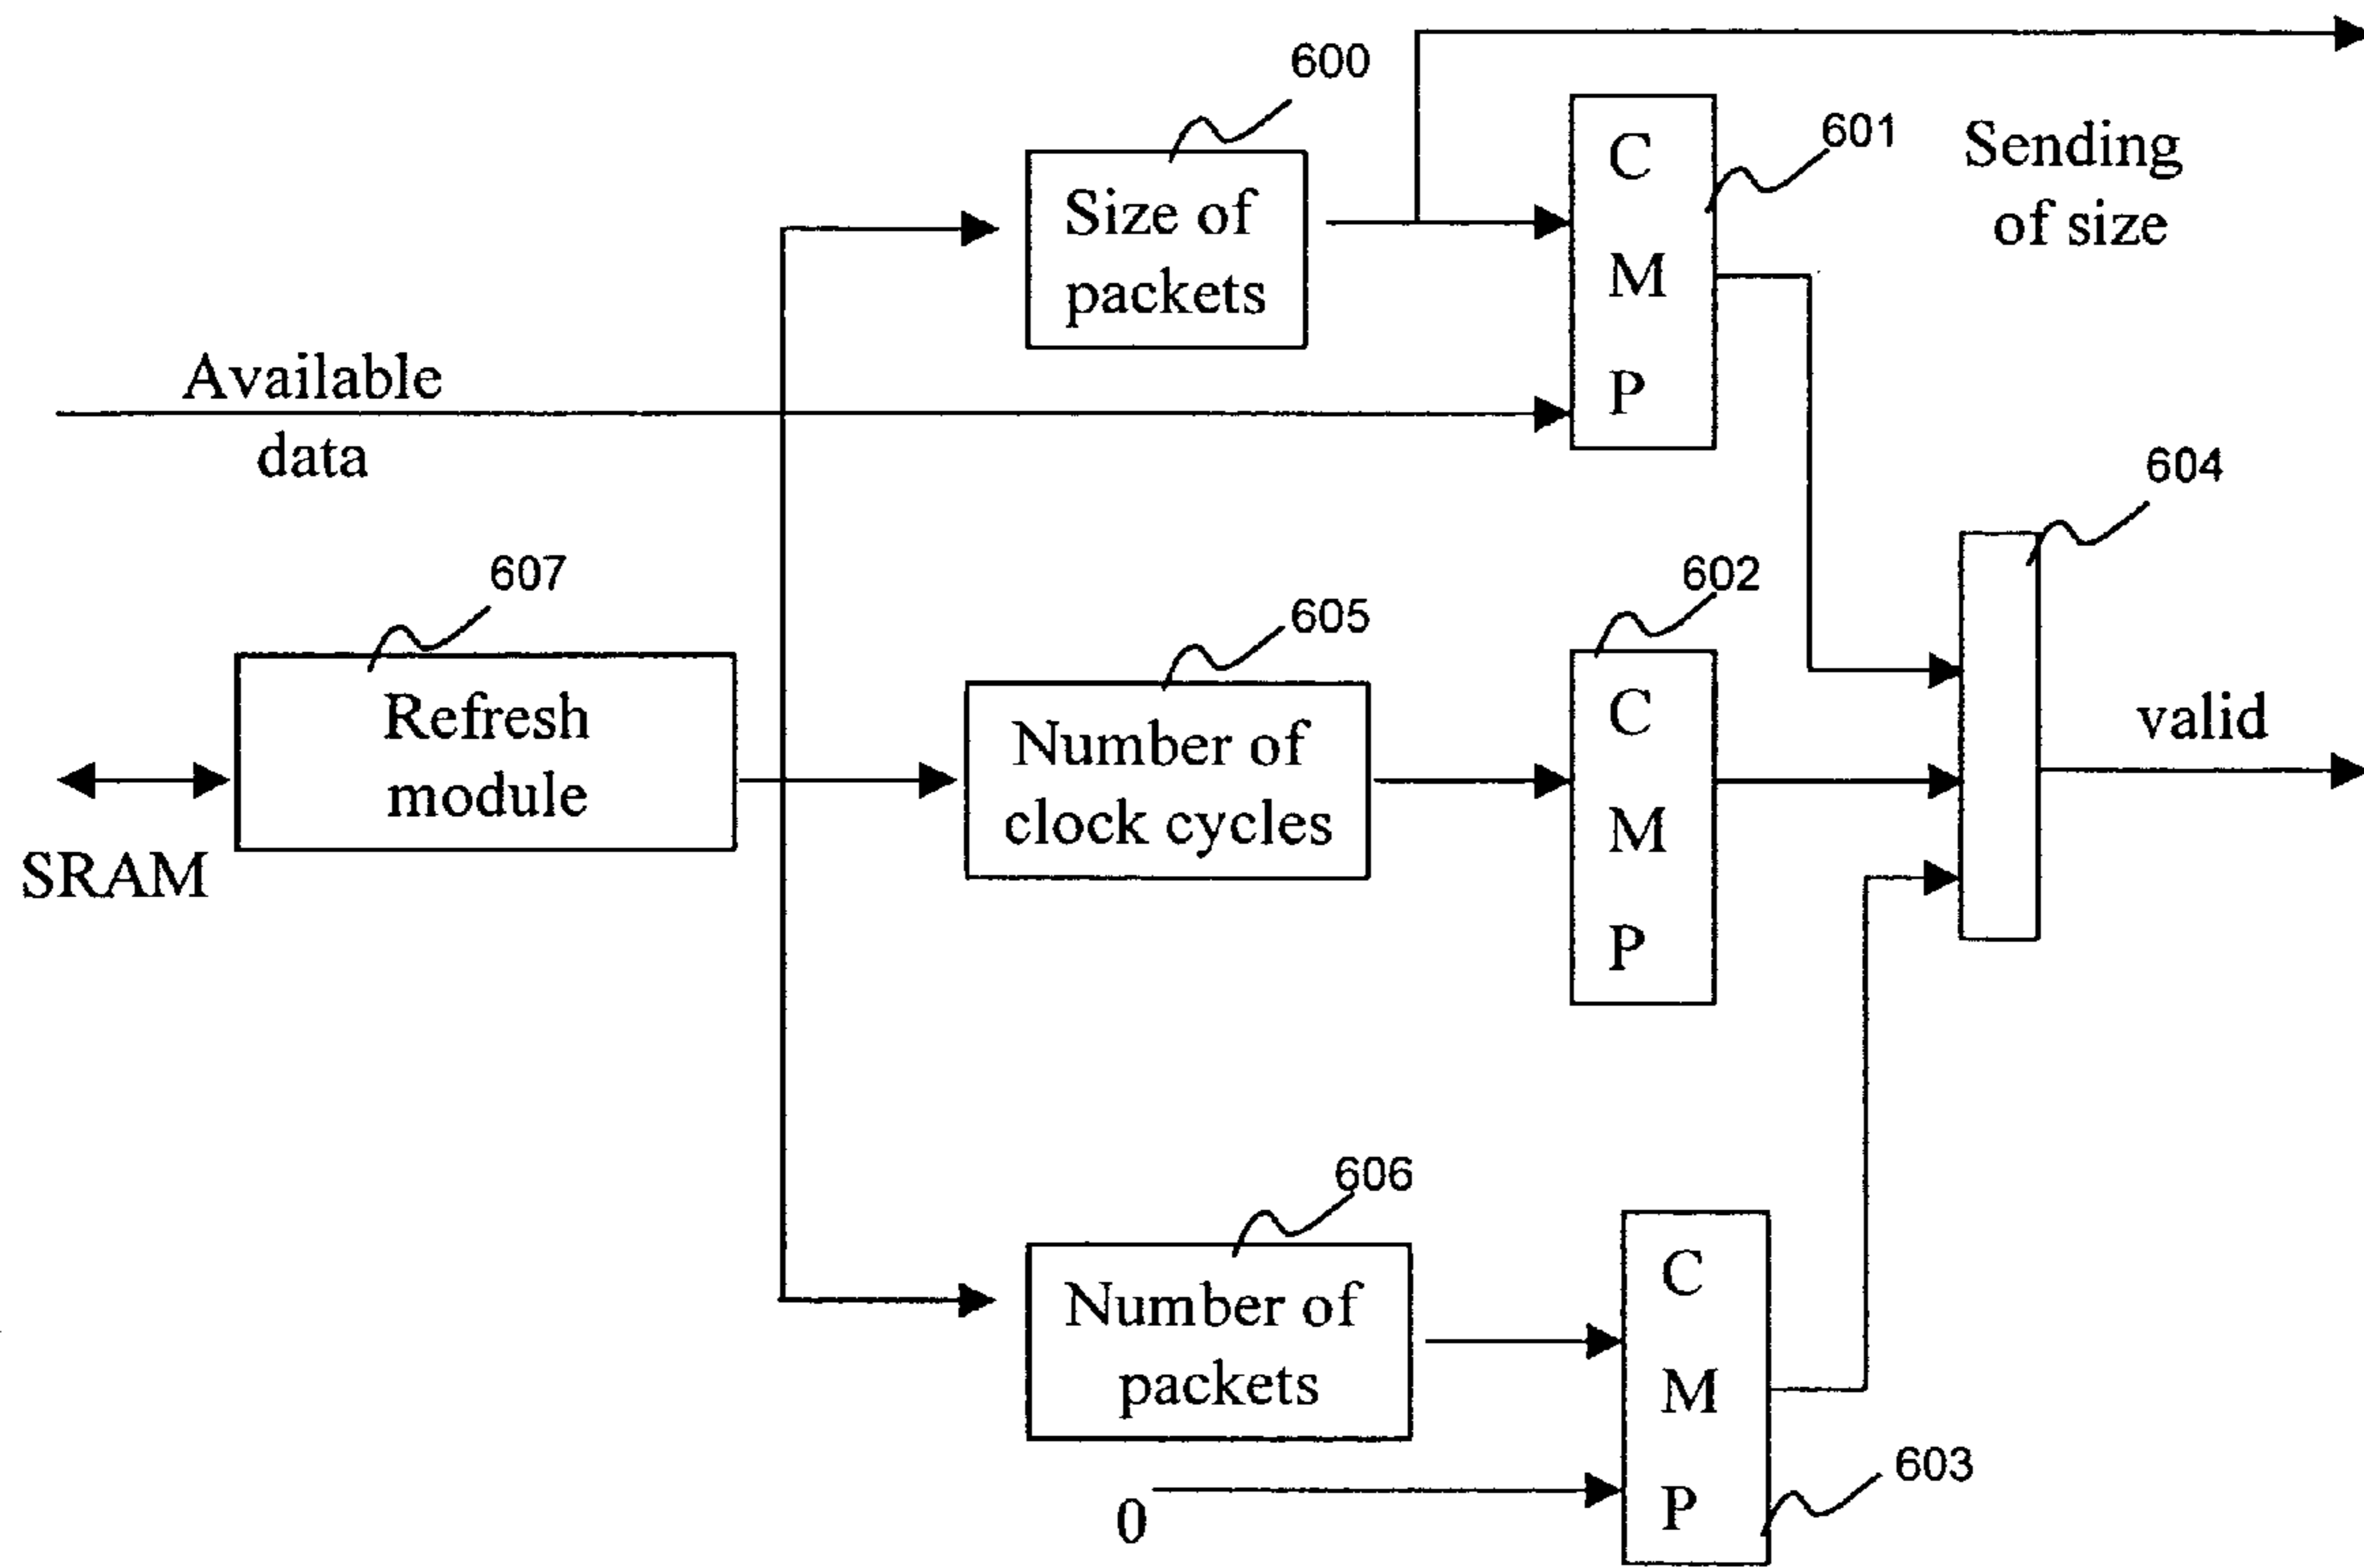 600
601
Sending
of size
C
M
P
Size of
packets
Available
data
604
607
605
602
Refresh
module
Number of
clock cycles
C
M
P
valid
SRAM
606
Number of
packets
C
M
P
603
0